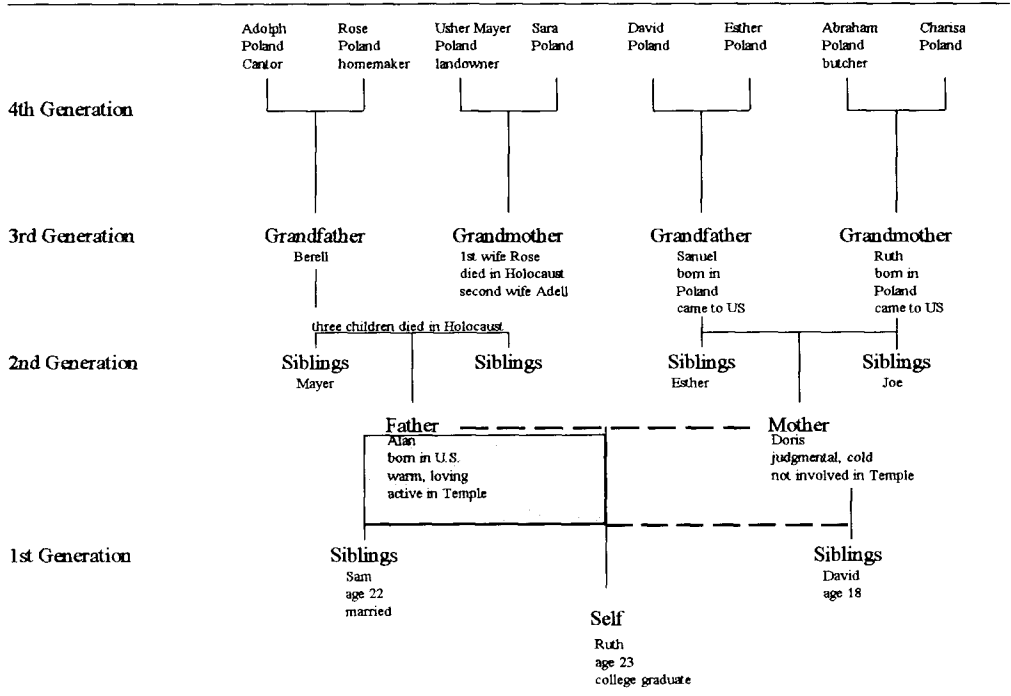 Adolph
Poland
Cantor
Rose
Poland
homemaker
Usher Mayer
Poland
landowner
Sara
Poland
David
Poland
Esther
Poland
Abraham
Poland
butcher
Charisa
Poland
4th Generation
3rd Generation
Grandfather
Berell
Grandmother
1st wife Rose
died in Holocaust
second wife Adell
Grandfather
Sanuel
born in
Poland
came to US
Grandmother
Ruth
born in
Poland
came to US
three children died in Holocaust
2nd Generation
Siblings
Mayer
Siblings
Siblings
Esther
Siblings
Joe
Father
Alan
born in U.S.
warm, loving
active in Temple
Mother
Doris
judgmental, cold
not involved in Temple
1st Generation
Siblings
Sam
age 22
married
Siblings
David
age 18
Self
Ruth
age 23
college graduate